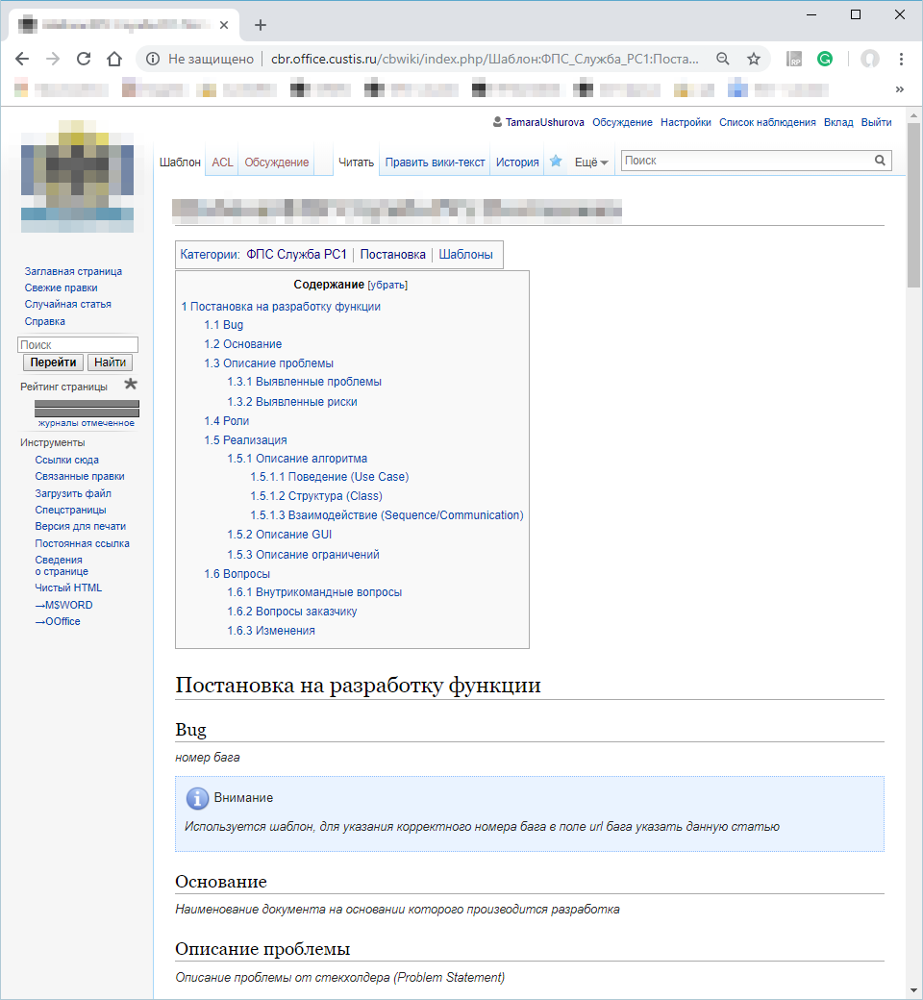 Не защищено
cbr.office.custis.ru/cbwiki/index.php/Шаблон:ФПС_Служба_РС1:Поста...
RP
G
TamaraUshurova Обсуждение Настройки Список наблюдения Вклад Выйти
Шаблон ACL Обсуждение Читать Править вики-текст История Ещё Поиск
Заглавная страница
Свежие правки
Случайная статья
Справка
Поиск
Перейти Найти
Рейтинг страницы
журналы отмеченное
Инструменты
Ссылки сюда
Связанные правки
Загрузить файл
Спецстраницы
Версия для печати
Постоянная ссылка
Сведения
о странице
Чистый HTML
→M$WORD
→OOffice
Категории: ФПС Служба РС1 | Постановка | Шаблоны
Содержание [убрать]
1 Постановка на разработку функции
1.1 Bug
1.2 Основание
1.3 Описание проблемы
1.3.1 Выявленные проблемы
1.3.2 Выявленные риски
1.4 Роли
1.5 Реализация
1.5.1 Описание алгоритма
1.5.1.1 Поведение (Use Case)
1.5.1.2 Структура (Class)
1.5.1.3 Взаимодействие (Sequence/Communication)
1.5.2 Описание GUI
1.5.3 Описание ограничений
1.6 Вопросы
1.6.1 Внутрикомандные вопросы
1.6.2 Вопросы заказчику
1.6.3 Изменения
Постановка на разработку функции
Bug
номер бага
Внимание
Используется шаблон, для указания корректного номера бага в поле url бага указать данную статью
Основание
Наименование документа на основании которого производится разработка
Описание проблемы
Описание проблемы от стекхолдера (Problem Statement)